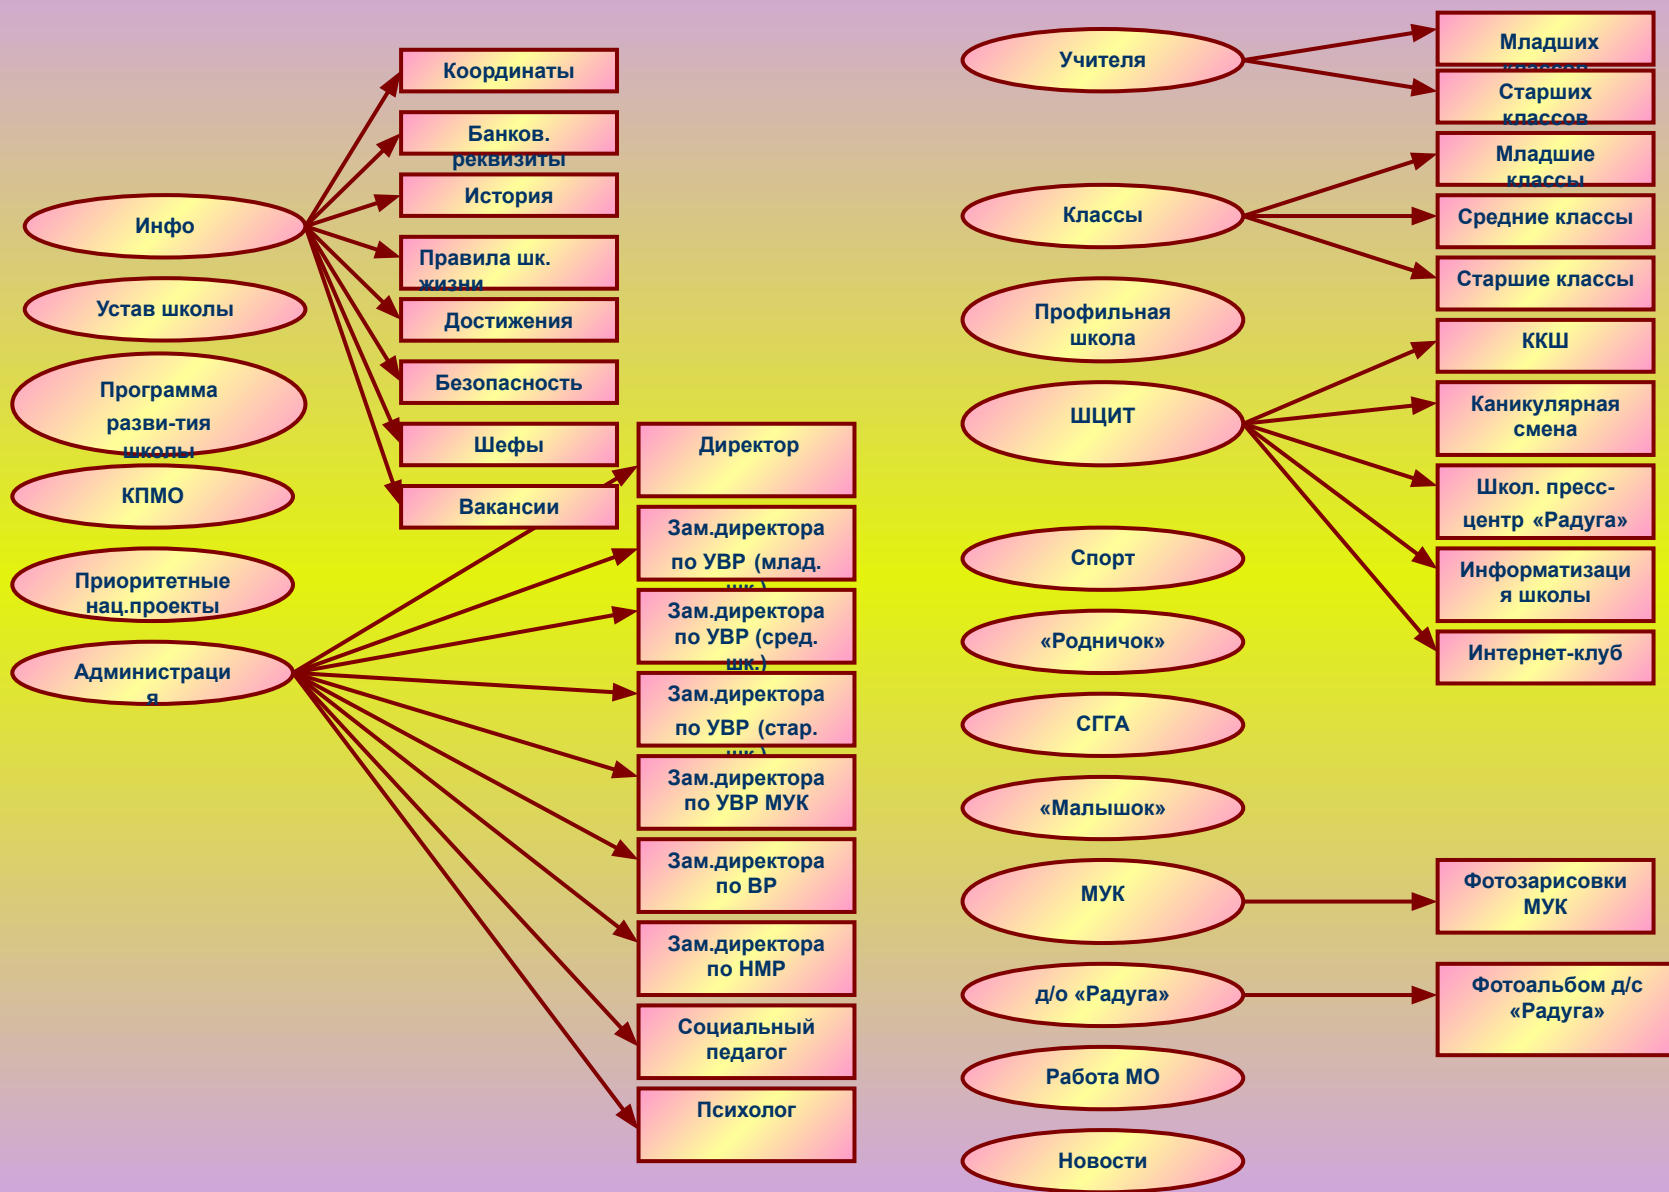 Инфо
Устав школы
Программа
разви-тия
школы
КПМО
Приоритетные
нац.проекты
Администраци
я
Координаты
Банков.
реквизиты
История
Правила шк.
жизни
Достижения
Безопасность
Шефы
Вакансии
Директор
Зам.директора
по УВР (млад.
шк.)
Зам.директора
по УВР (сред.
шк.)
Зам.директора
по УВР (стар.
шк.)
Зам.директора
по УВР МУК
Зам.директора
по ВР
Зам.директора
по НМР
Социальный
педагог
Психолог
Учителя
Классы
Профильная
школа
ШЦИТ
Спорт
«Родничок»
СГГА
«Малышок»
МУК
д/о «Радуга»
Работа МО
Новости
Младших
классов
Старших
классов
Младшие
классы
Средние классы
Старшие классы
ККШ
Каникулярная
смена
Школ. пресс-
центр «Радуга»
Информатизаци
я школы
Интернет-клуб
Фотозарисовки
МУК
Фотоальбом д/с
«Радуга»